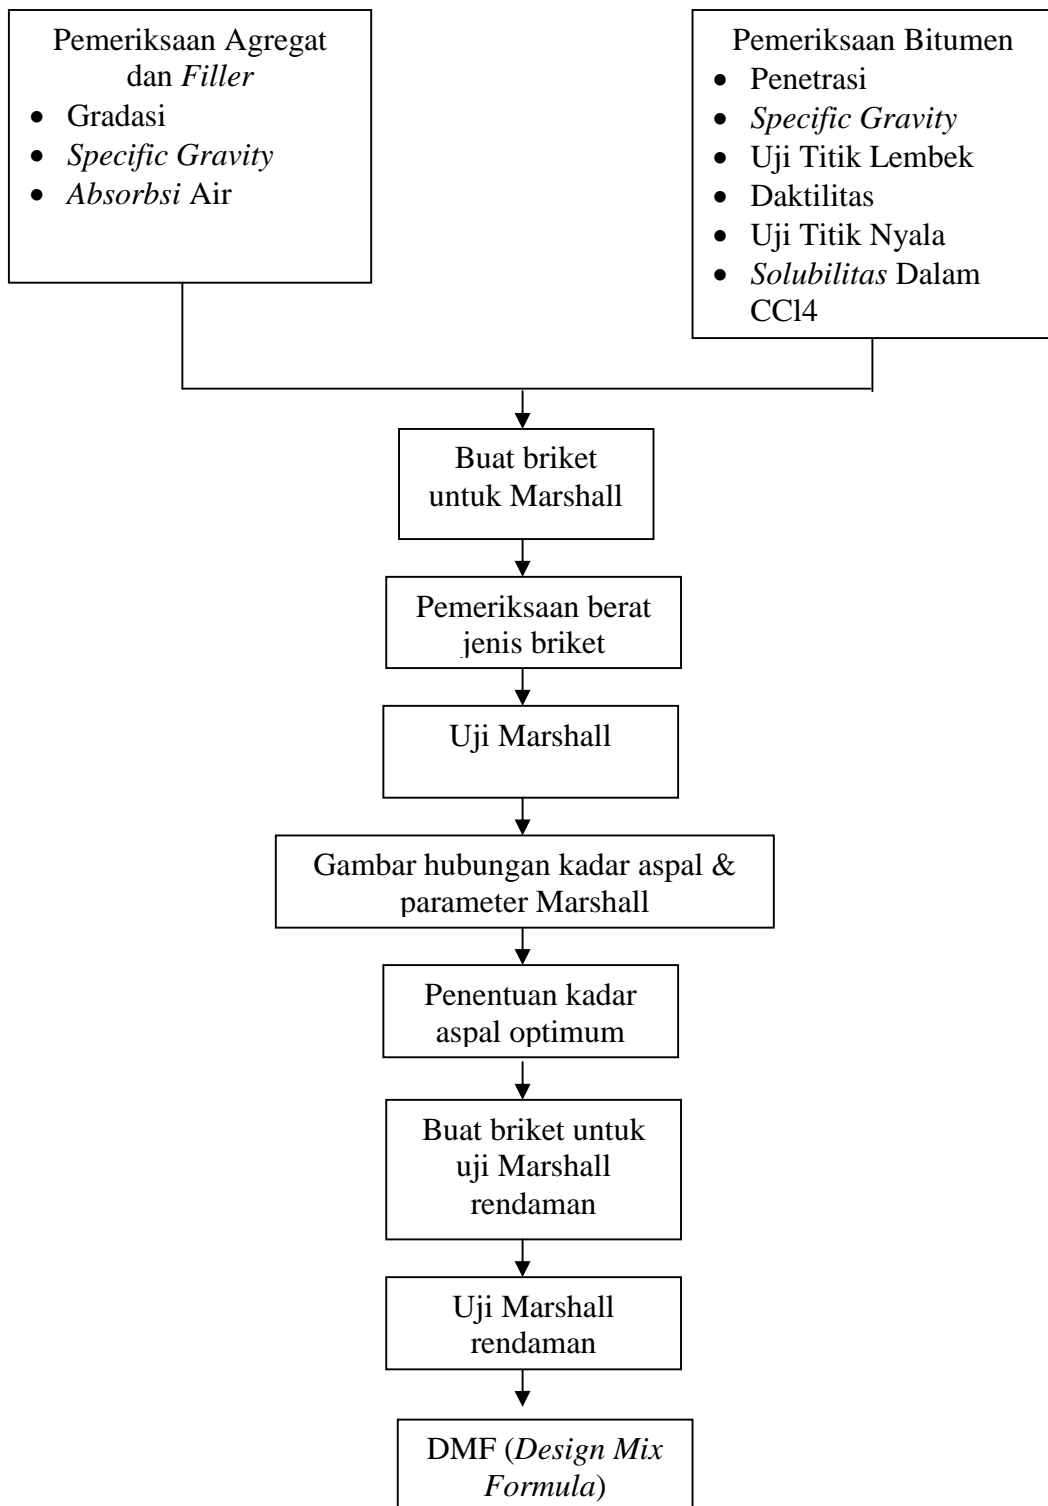 Pemeriksaan Agregat
dan Filler
• Gradasi
• Specific Gravity
• Absorbsi Air
Pemeriksaan Bitumen
• Penetrasi
• Specific Gravity
• Uji Titik Lembek
• Daktilitas
• Uji Titik Nyala
• Solubilitas Dalam
CCl4
Buat briket
untuk Marshall
Pemeriksaan berat
jenis briket
Uji Marshall
Gambar hubungan kadar aspal &
parameter Marshall
Penentuan kadar
aspal optimum
Buat briket untuk
uji Marshall
rendaman
Uji Marshall
rendaman
DMF (Design Mix
Formula)